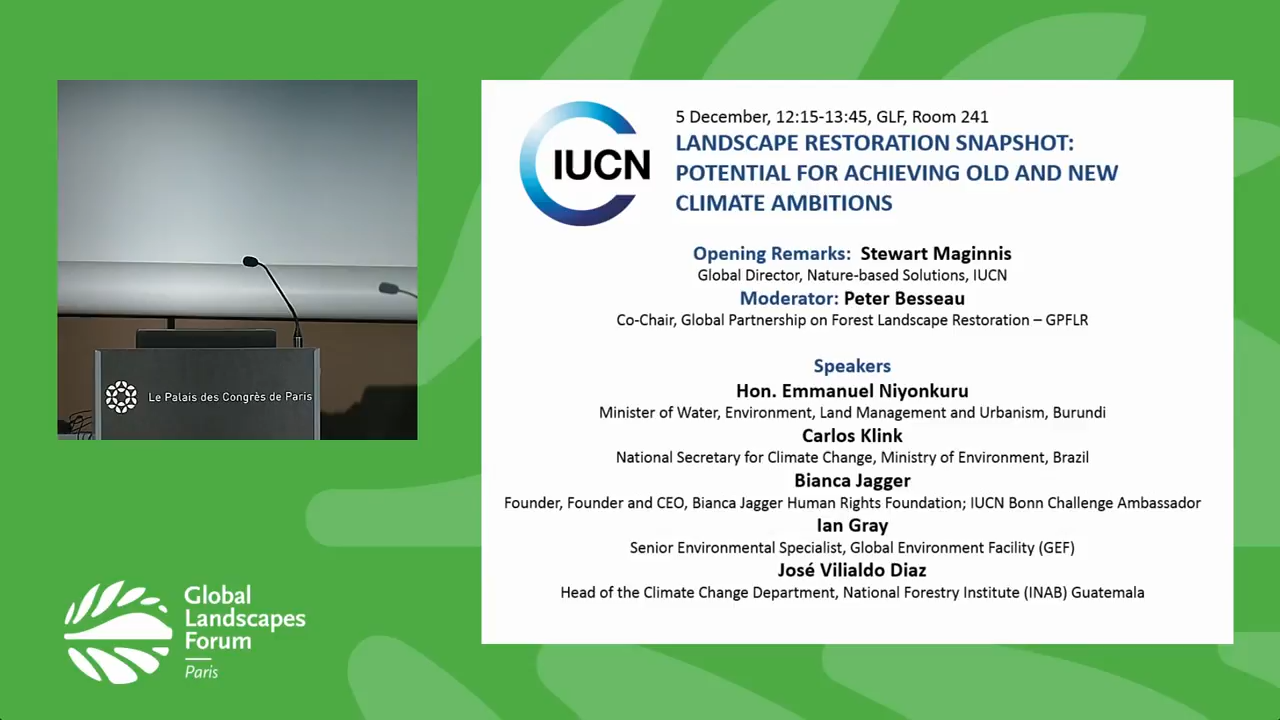 5 December, 12:15-13:45, GLF, Room 241
LANDSCAPE RESTORATION SNAPSHOT:
POTENTIAL FOR ACHIEVING OLD AND NEW
CLIMATE AMBITIONS
IUCN
Opening Remarks: Stewart Maginnis
Global Director, Nature-based Solutions, IUCN
Moderator: Peter Besseau
Co-Chair, Global Partnership on Forest Landscape Restoration – GPFLR
Speakers
Hon. Emmanuel Niyonkuru
Minister of Water, Environment, Land Management and Urbanism, Burundi
Carlos Klink
National Secretary for Climate Change, Ministry of Environment, Brazil
Bianca Jagger
Founder, Founder and CEO, Bianca Jagger Human Rights Foundation; IUCN Bonn Challenge Ambassador
Ian Gray
Senior Environmental Specialist, Global Environment Facility (GEF)
José Vilialdo Diaz
Head of the Climate Change Department, National Forestry Institute (INAB) Guatemala
Le Palais des Congrès de Paris
Global
Landscapes
Forum
Paris